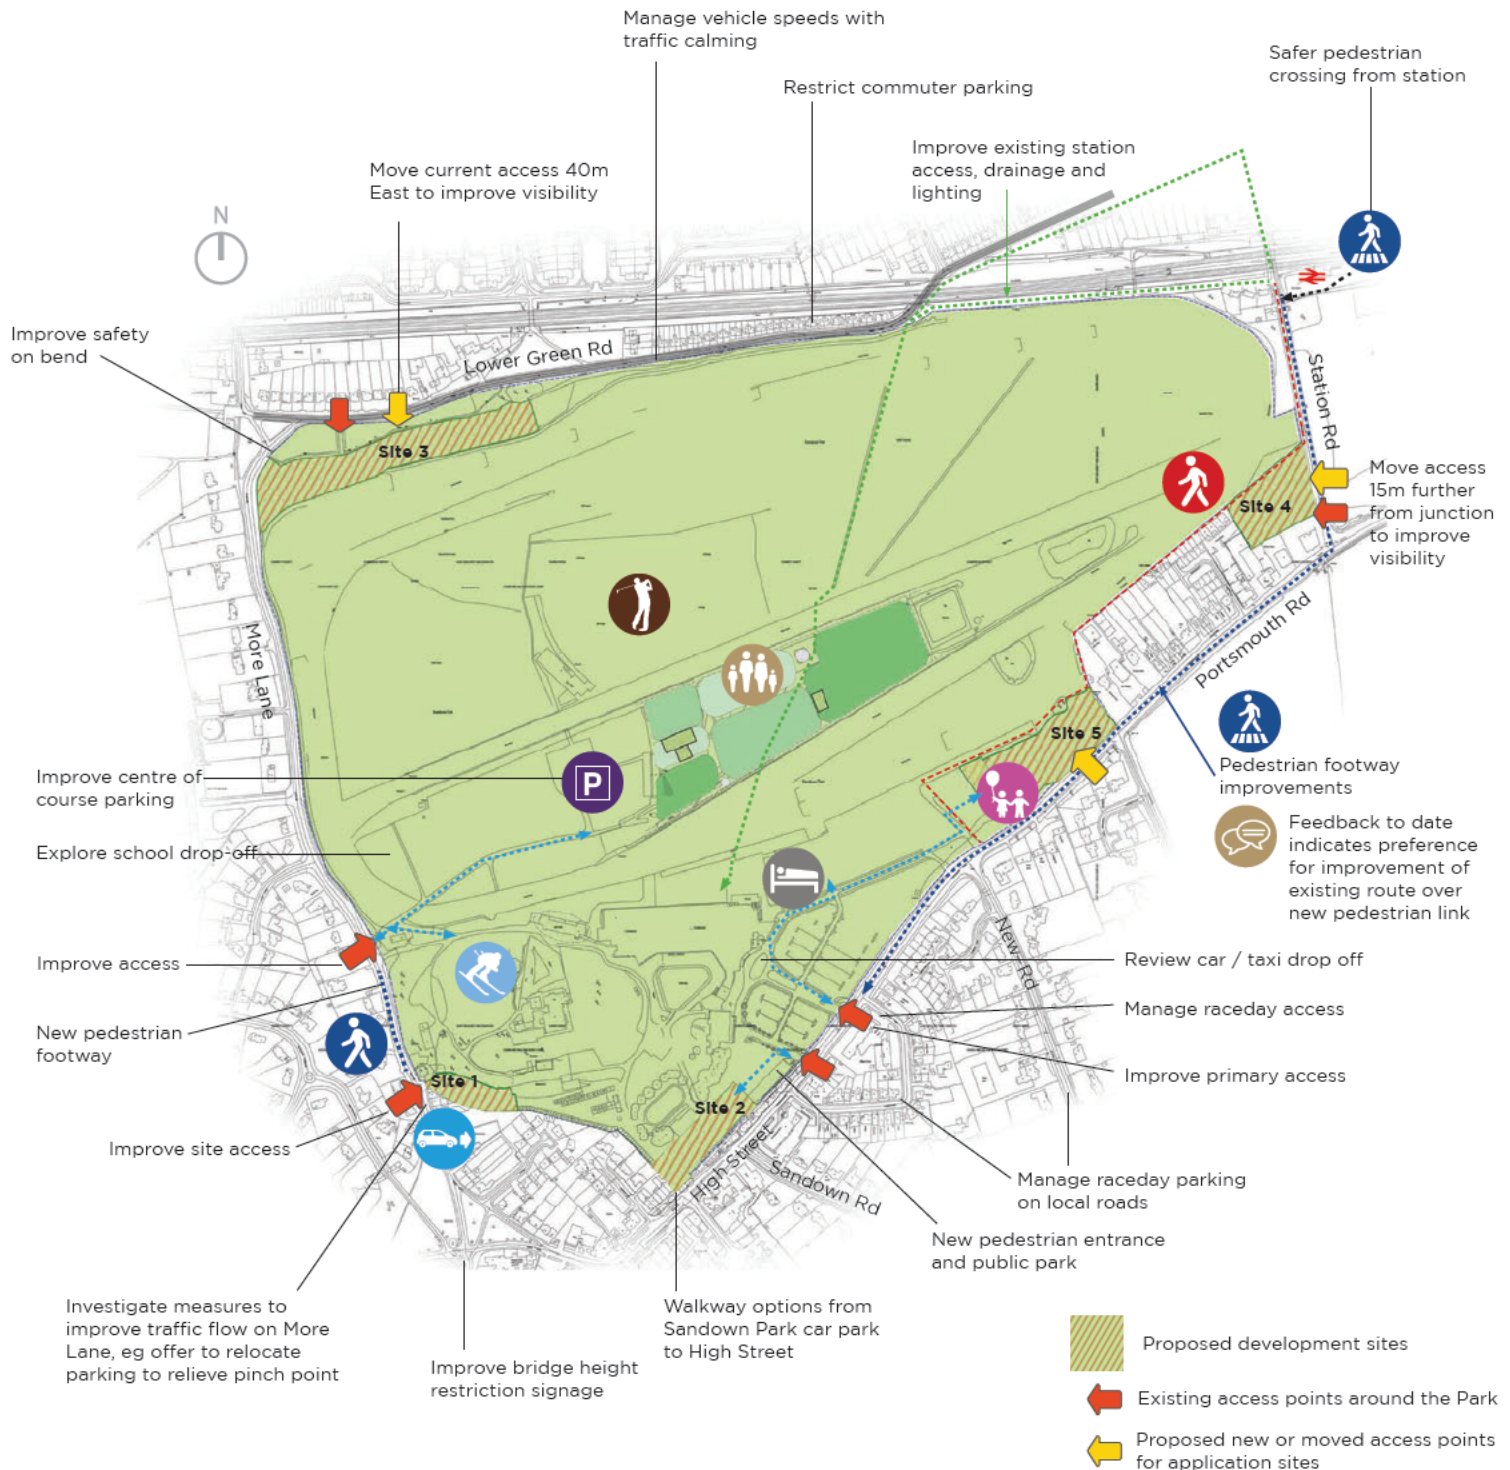 Manage vehicle speeds with
traffic calming
Safer pedestrian
crossing from station
Restrict commuter parking
Improve existing station
access, drainage and
lighting
Move current access 40m
East to improve visibility
N
Improve safety
on bend
Lower Green Rd
Station Rd
Site 3
Site 4
Move access
15m further
from junction
to improve
visibility
More Lane
Portsmouth Rd
Site 5
Improve centre of
course parking
P
Pedestrian footway
improvements
Explore school drop-off
Feedback to date
indicates preference
for improvement of
existing route over
new pedestrian link
New Rd
Improve access
Review car / taxi drop off
Manage raceday access
New pedestrian
footway
Improve primary access
Site 1
Site 2
Improve site access
High Street
Sandown Rd
Manage raceday parking
on local roads
New pedestrian entrance
and public park
Investigate measures to
improve traffic flow on More
Lane, eg offer to relocate
parking to relieve pinch point
Walkway options from
Sandown Park car park
to High Street
Improve bridge height
restriction signage
Proposed development sites
Existing access points around the Park
Proposed new or moved access points
for application sites